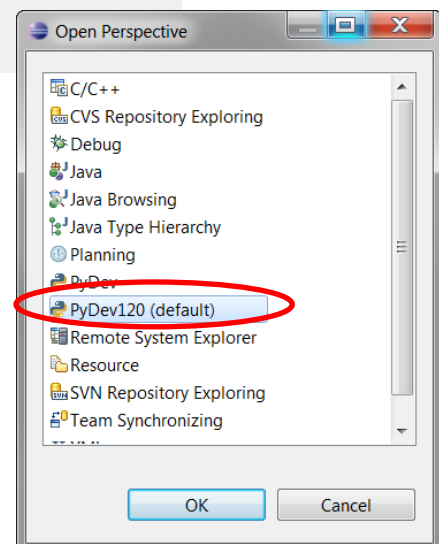 Open Perspective
C/C++
CVS Repository Exploring
Debug
Java
Java Browsing
Java Type Hierarchy
Planning
PyDev
PyDev120 (default)
Remote System Explorer
Resource
SVN Repository Exploring
Team Synchronizing
OK Cancel